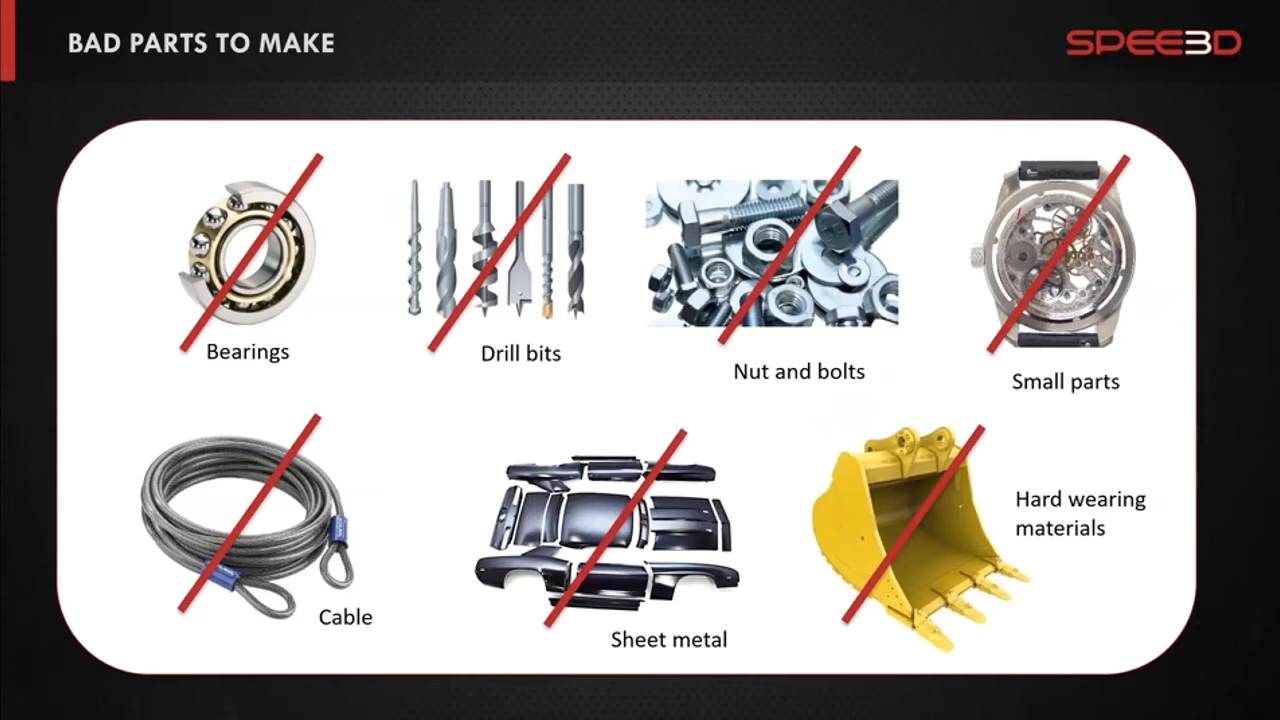 BAD PARTS TO MAKE
SPEE3D
Bearings
Drill bits
Nut and bolts
Small parts
Cable
Sheet metal
Hard wearing
materials